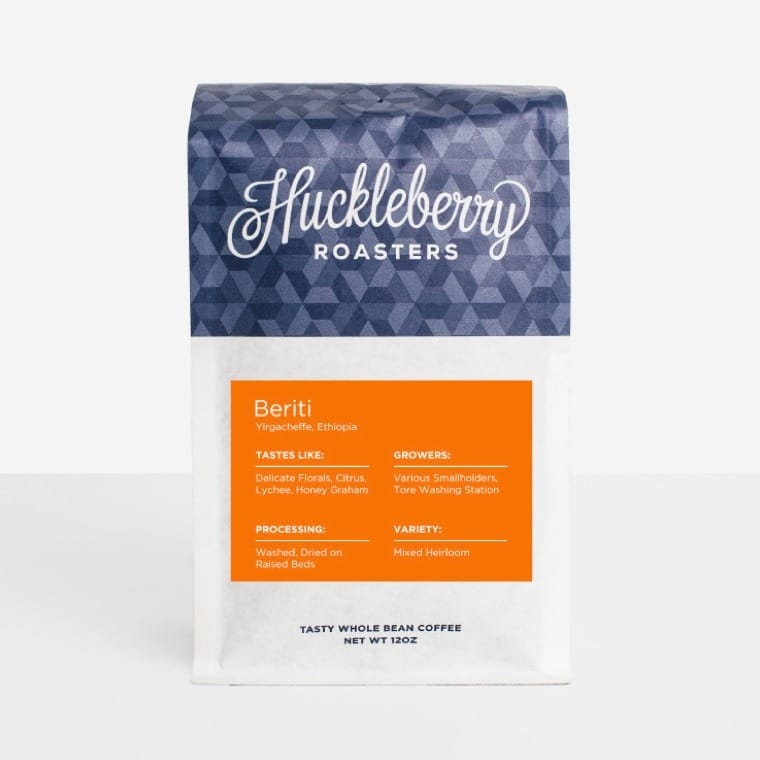 Huckleberry
ROASTERS
Beriti
Yirgacheffe, Ethiopia
TASTES LIKE:
Delicate Florals, Citrus,
Lychee, Honey Graham
GROWERS:
Various Smallholders,
Tore Washing Station
PROCESSING:
Washed, Dried on
Raised Beds
VARIETY:
Mixed Heirloom
TASTY WHOLE BEAN COFFEE
NET WT 12OZ